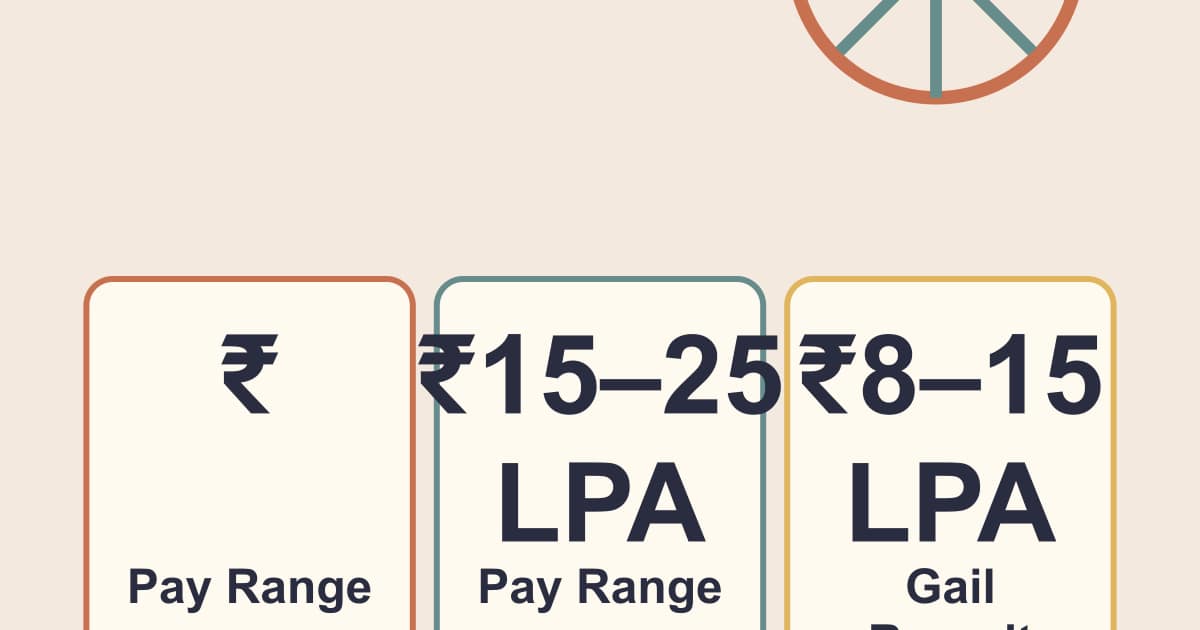 ₹
Pay Range
₹15–25
LPA
Pay Range
₹8–15
LPA
Gail